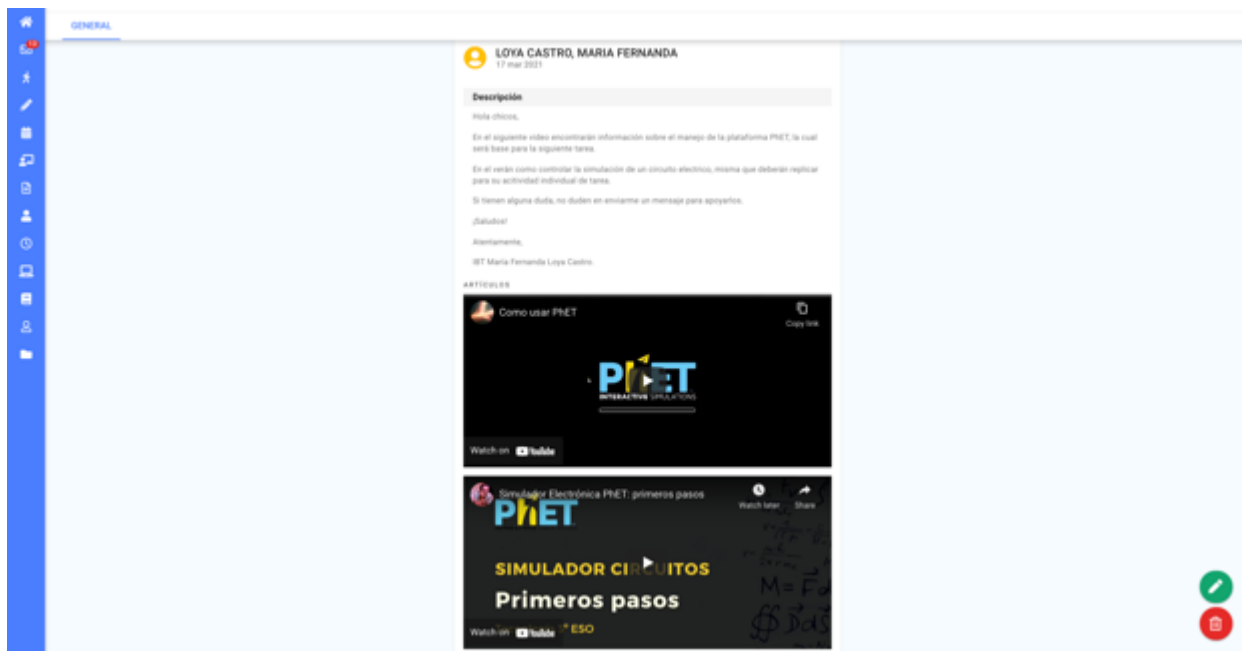 GENERAL
10
LOYA CASTRO, MARIA FERNANDA
17 mar 2021
Descripción
Hola chicos,
En el siguiente video encontrarán información sobre el manejo de la plataforma PhET, la cual
será base para la siguiente tarea.
En el verán como controlar la simulación de un circuito electrico, misma que deberán replicar
para su actividad individual de tarea.
Si tienen alguna duda, no duden en enviarme un mensaje para apoyarlos.
¡Saludos!
Atentamente,
IBT María Fernanda Loya Castro.
ARTÍCULOS
Como usar PhET
Copy link
PhET
INTERACTIVE SIMULATIONS
Watch on YouTube
Simulador Electrónica PhET: primeros pasos
Watch later
Share
PhET
SIMULADOR CIRCUITOS
Primeros pasos
M = Fd
ESO
Watch on YouTube